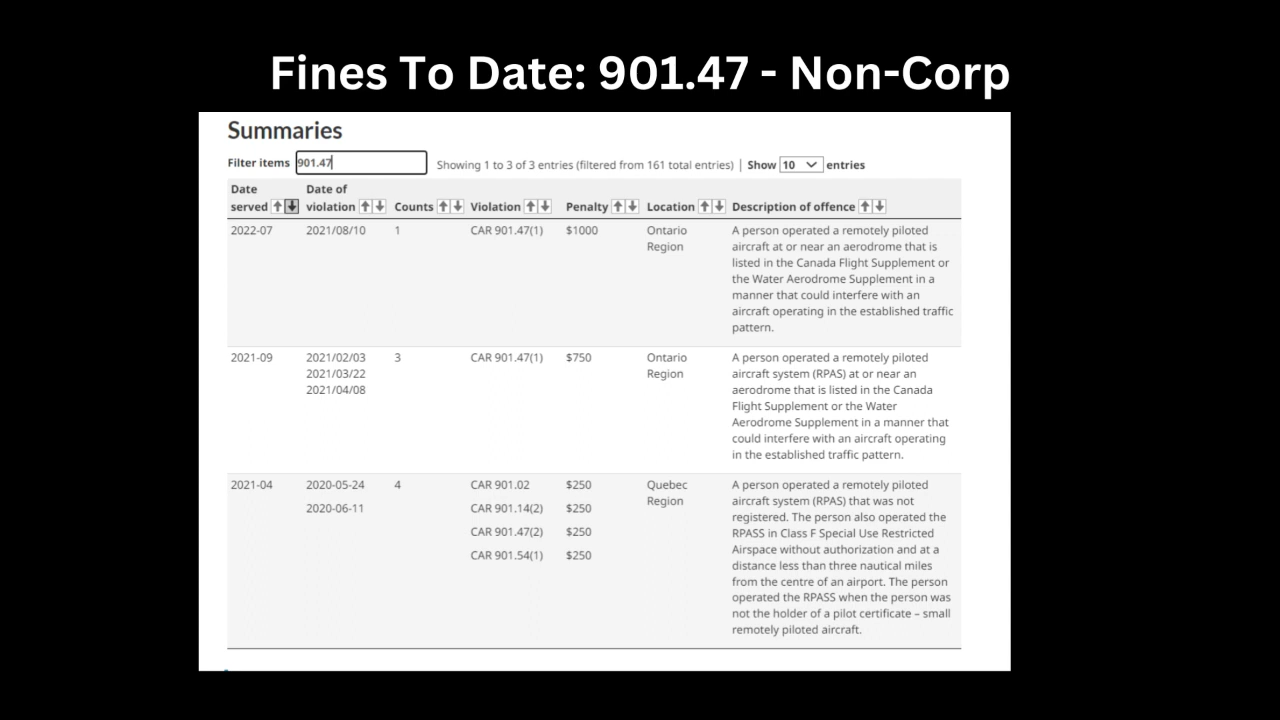 Fines To Date: 901.47 - Non-Corp
Summaries
Filter items 901.47 Showing 1 to 3 of 3 entries (filtered from 161 total entries) | Show 10 entries
Date served Date of violation Counts Violation Penalty Location Description of offence
2022-07 2021/08/10 1 CAR 901.47(1) $1000 Ontario Region
A person operated a remotely piloted
aircraft at or near an aerodrome that is
listed in the Canada Flight Supplement or
the Water Aerodrome Supplement in a
manner that could interfere with an
aircraft operating in the established traffic
pattern.
2021-09 2021/02/03 3 CAR 901.47(1) $750 Ontario Region
2021/03/22
2021/04/08
A person operated a remotely piloted
aircraft system (RPAS) at or near an
aerodrome that is listed in the Canada
Flight Supplement or the Water
Aerodrome Supplement in a manner that
could interfere with an aircraft operating
in the established traffic pattern.
2021-04 2020-05-24 4 CAR 901.02 $250 Quebec Region
2020-06-11 CAR 901.14(2) $250
CAR 901.47(2) $250
CAR 901.54(1) $250
A person operated a remotely piloted
aircraft system (RPAS) that was not
registered. The person also operated the
RPASS in Class F Special Use Restricted
Airspace without authorization and at a
distance less than three nautical miles
from the centre of an airport. The person
operated the RPASS when the person was
not the holder of a pilot certificate – small
remotely piloted aircraft.